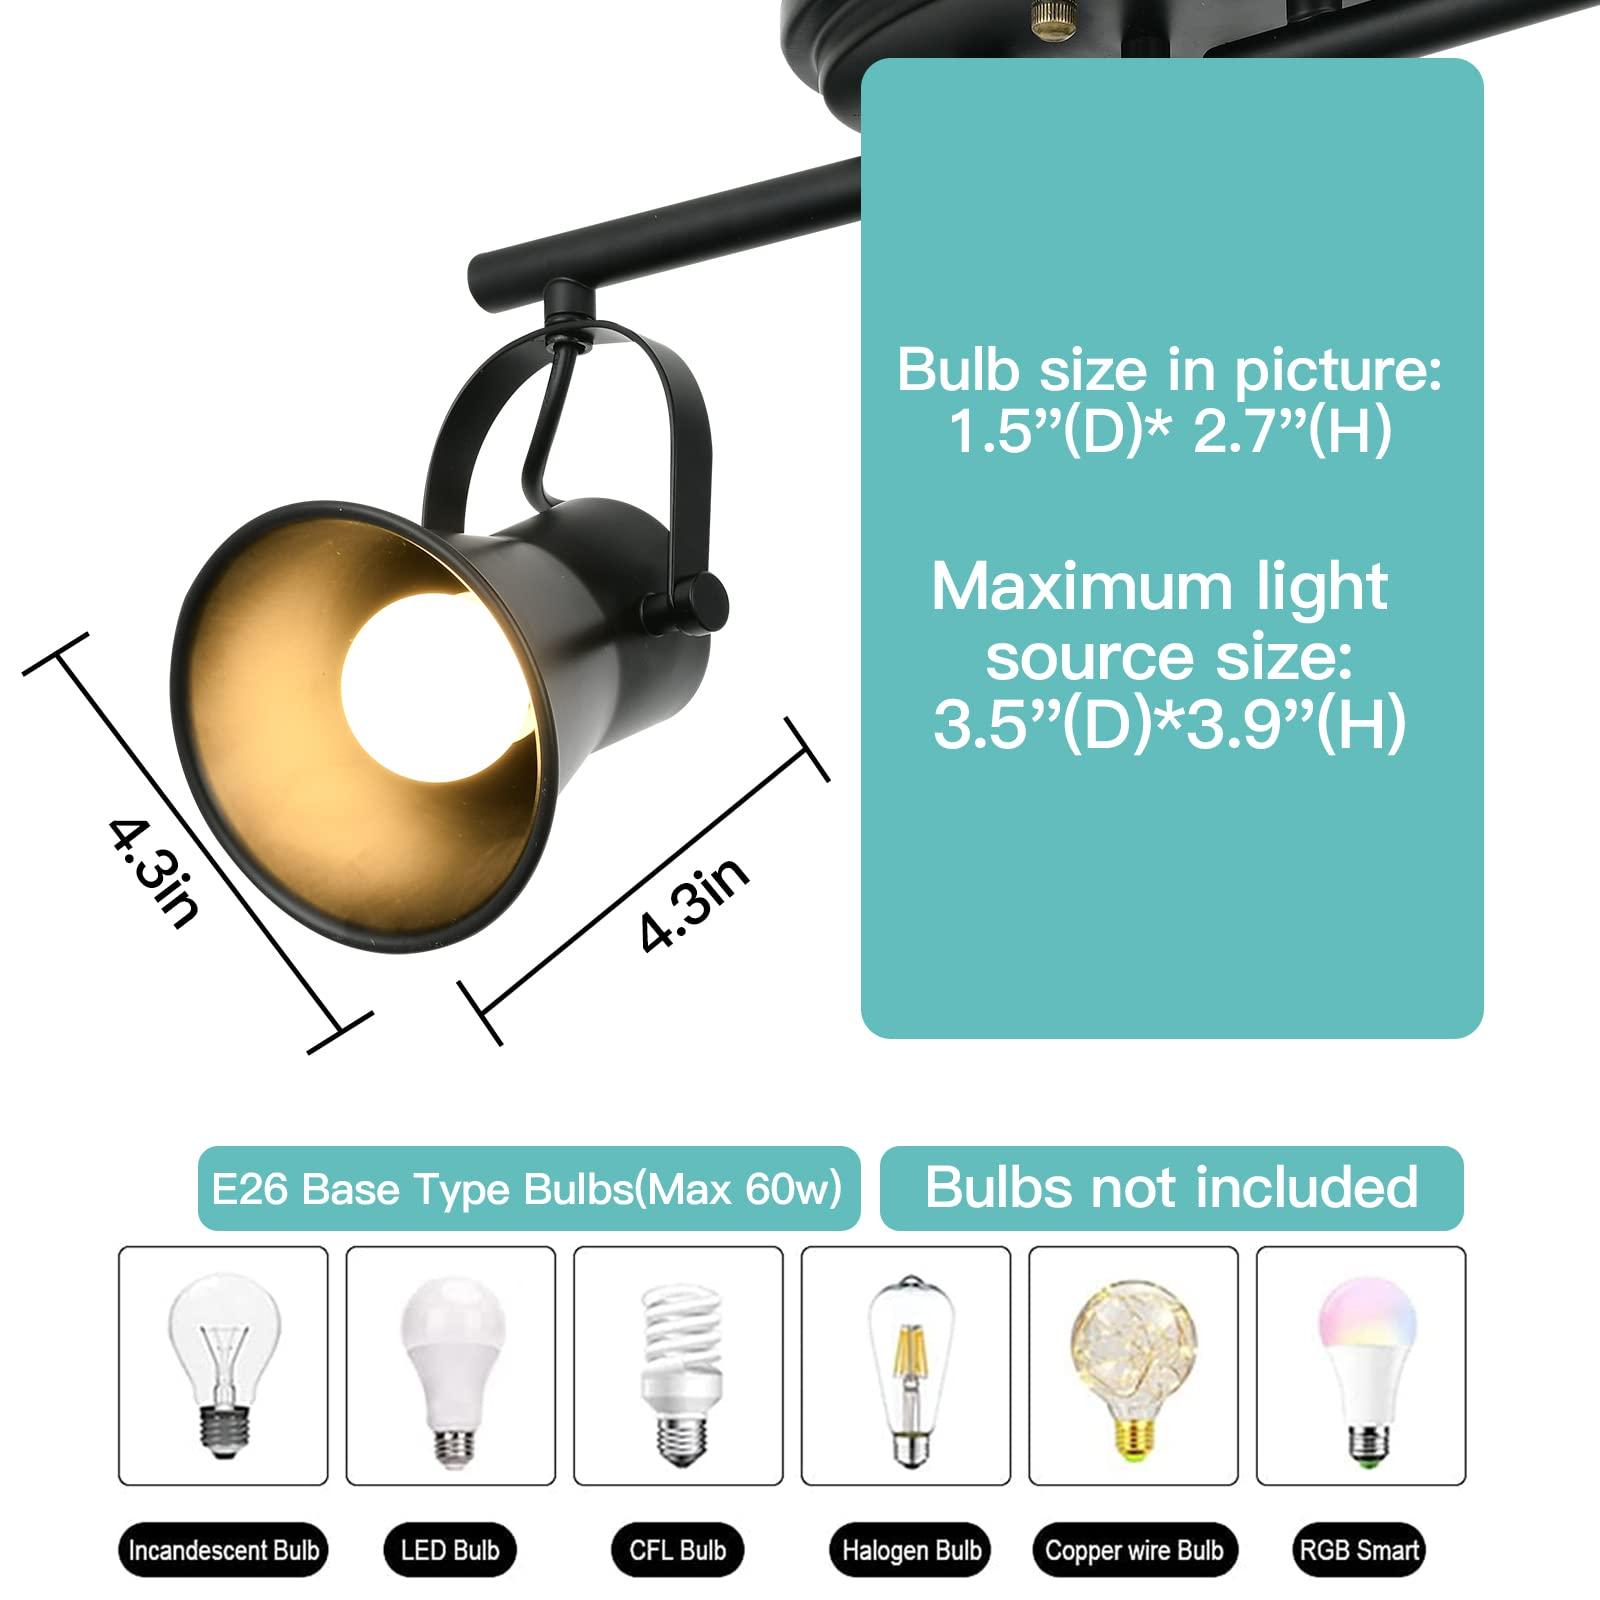 Bulb size in picture:
1.5”(D)* 2.7”(H)
Maximum light
source size:
3.5”(D)*3.9”(H)
4.3in
4.3in
E26 Base Type Bulbs(Max 60w)
Bulbs not included
Incandescent Bulb
LED Bulb
CFL Bulb
Halogen Bulb
Copper wire Bulb
RGB Smart